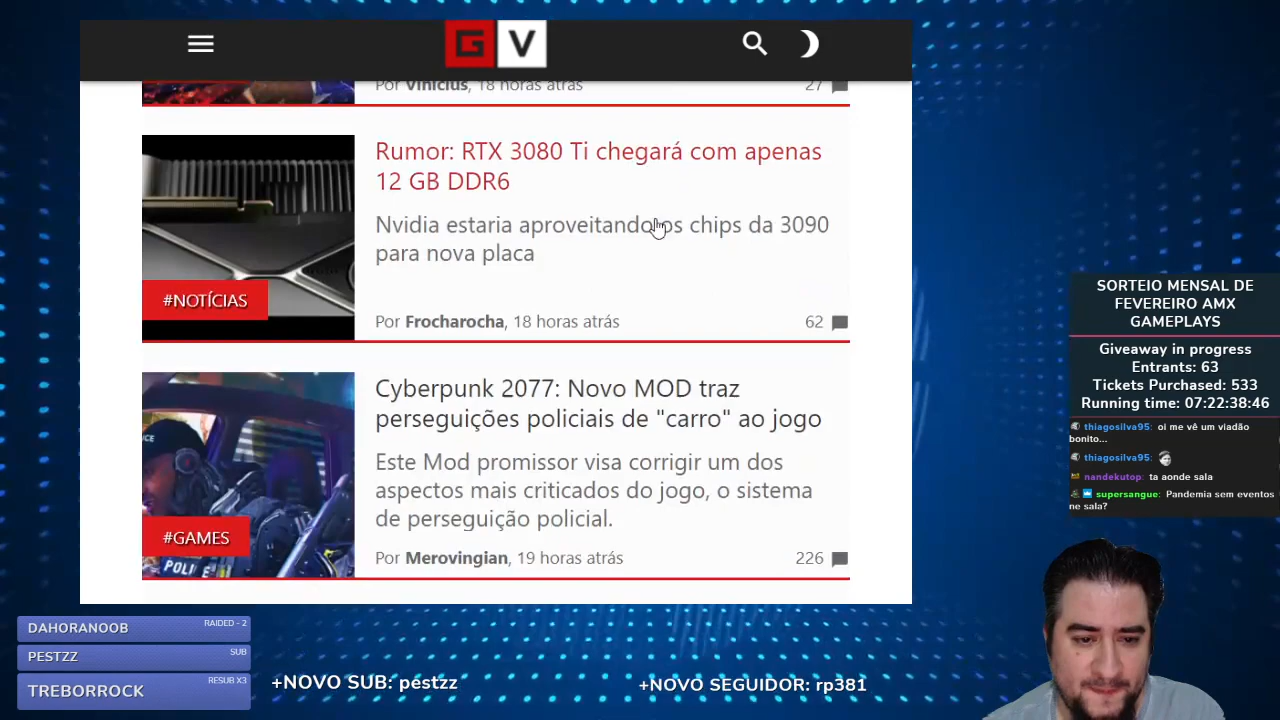 G V
Por Vinicius, 18 horas atrás
27
Rumor: RTX 3080 Ti chegará com apenas
12 GB DDR6
Nvidia estaria aproveitando os chips da 3090
para nova placa
#NOTÍCIAS
Por Frocharocha, 18 horas atrás
62
Cyberpunk 2077: Novo MOD traz
perseguições policiais de "carro" ao jogo
Este Mod promissor visa corrigir um dos
aspectos mais criticados do jogo, o sistema
de perseguição policial.
#GAMES
POLICE
Por Merovingian, 19 horas atrás
226
SORTEIO MENSAL DE
FEVEREIRO AMX
GAMEPLAYS
Giveaway in progress
Entrants: 63
Tickets Purchased: 533
Running time: 07:22:38:46
thiagosilva95: oi me vê um viadão
bonito...
thiagosilva95:
nandekutop: ta aonde sala
supersangue: Pandemia sem eventos
ne sala?
DAHORANOOB
RAIDED - 2
PESTZZ
SUB
TREBORROCK
RESUB X3
+NOVO SUB: pestzz
+NOVO SEGUIDOR: rp381